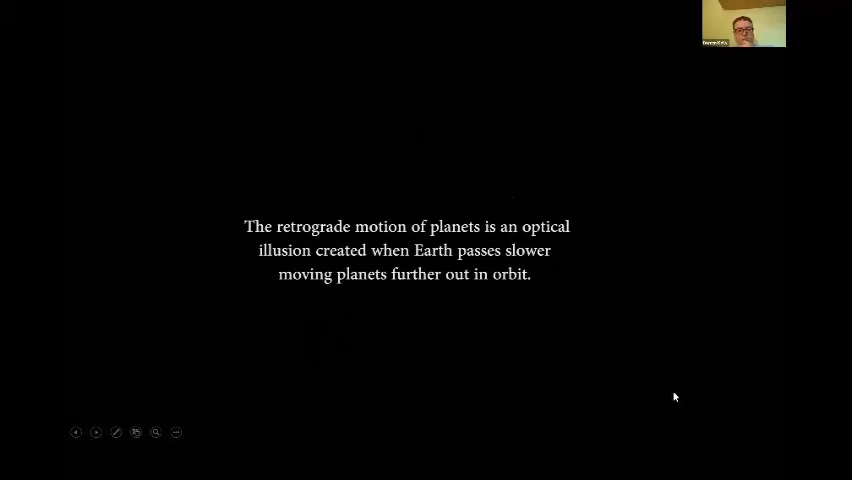 The retrograde motion of planets is an optical
illusion created when Earth passes slower
moving planets further out in orbit.